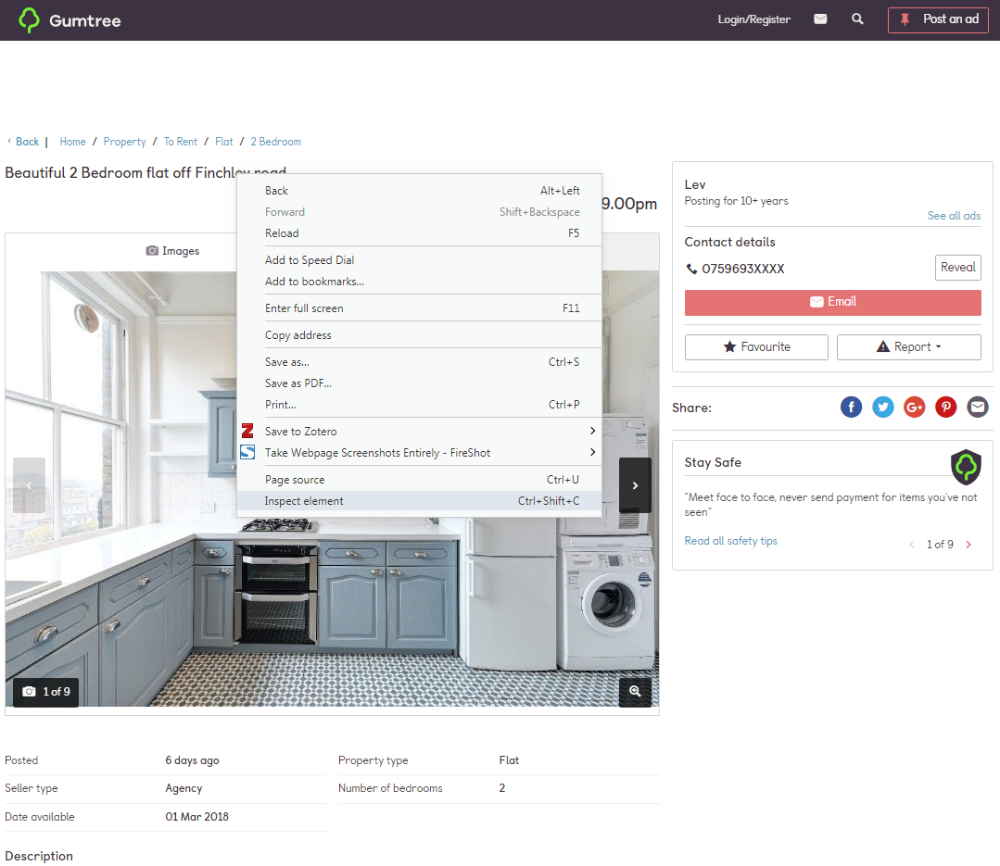 Gumtree
Login/Register
Post an ad
‹ Back | Home / Property / To Rent / Flat / 2 Bedroom
Beautiful 2 Bedroom flat off Finchley road
9.00pm
Images
Back Alt+Left
Forward Shift+Backspace
Reload F5
Add to Speed Dial
Add to bookmarks...
Enter full screen F11
Copy address
Save as... Ctrl+S
Save as PDF...
Print... Ctrl+P
Save to Zotero
Take Webpage Screenshots Entirely - FireShot
Page source Ctrl+U
Inspect element Ctrl+Shift+C
1 of 9
Lev
Posting for 10+ years
See all ads
Contact details
0759693XXXX
Reveal
Email
Favourite
Report
Share:
Stay Safe
"Meet face to face, never send payment for items you've not
seen"
Read all safety tips
1 of 9
Posted 6 days ago
Property type Flat
Seller type Agency
Number of bedrooms 2
Date available 01 Mar 2018
Description